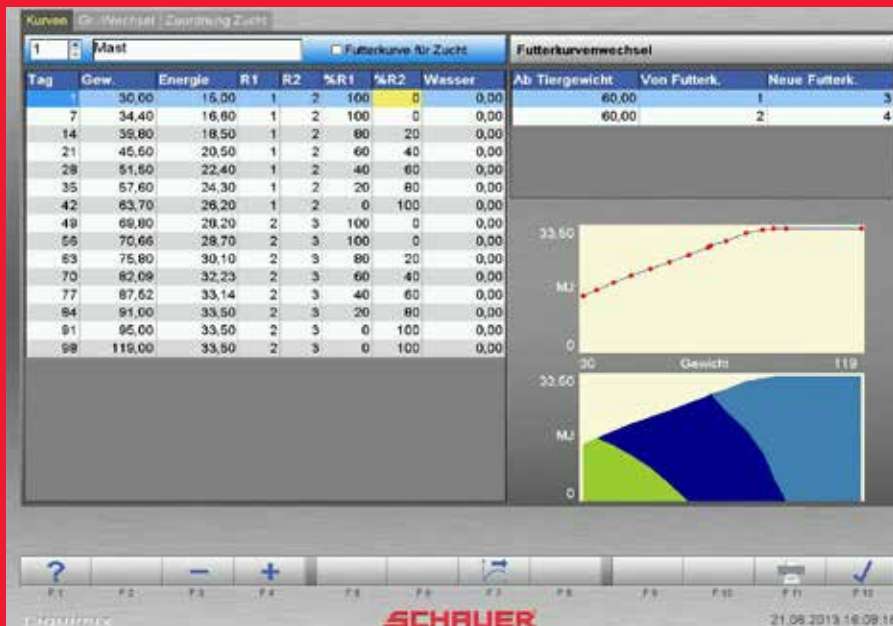 Kurven Gr.-Wechsel Zuordnung Zucht
1 Mast Futterkurve für Zucht Futterkurvenwechsel
Tag Gew. Energie R1 R2 %R1 %R2 Wasser Ab Tiergewicht Von Futterk. Neue Futterk.
1 30,00 15,00 1 2 100 0 0,00 60,00 1 3
7 34,40 16,60 1 2 100 0 0,00 60,00 2 4
14 39,80 18,50 1 2 80 20 0,00
21 45,50 20,50 1 2 60 40 0,00
28 51,50 22,40 1 2 40 60 0,00
35 57,60 24,30 1 2 20 80 0,00
42 63,70 26,20 1 2 0 100 0,00
49 69,80 28,20 2 3 100 0 0,00
56 70,66 28,70 2 3 100 0 0,00
63 75,80 30,10 2 3 80 20 0,00
70 82,09 32,23 2 3 60 40 0,00
77 87,52 33,14 2 3 40 60 0,00
84 91,00 33,50 2 3 20 80 0,00
91 95,00 33,50 2 3 0 100 0,00
98 119,00 33,50 2 3 0 100 0,00
33,50
MJ
0
30 Gewicht 119
33,50
MJ
0
? − +
F1 F2 F3 F4 F5 F6 F7 F8 F9 F10 F11 F12
SCHAUER 21.06.2013 16:09:16